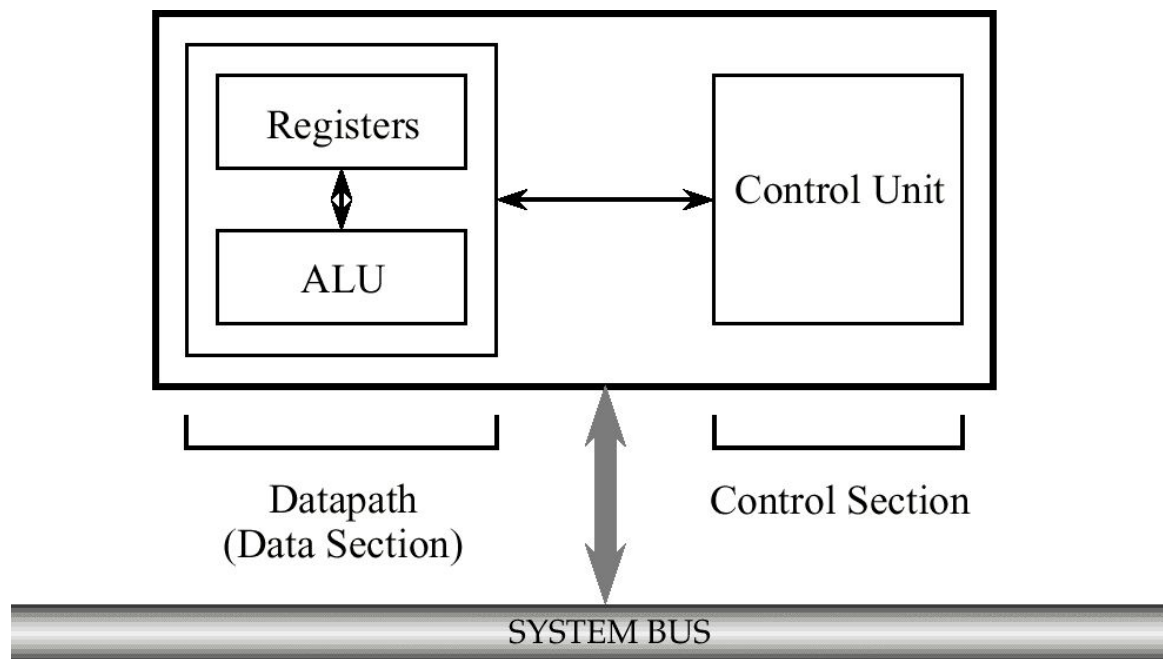 Registers
ALU
Control Unit
Datapath
(Data Section)
Control Section
SYSTEM BUS